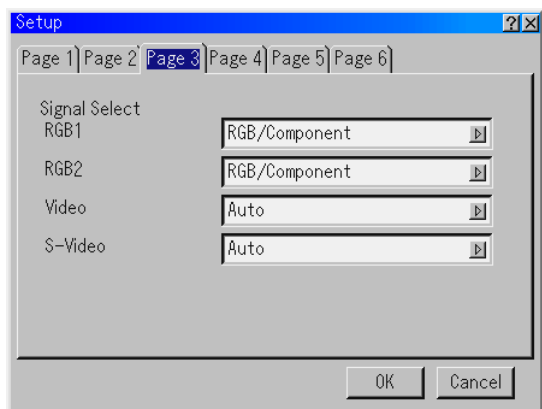 Setup
Page 1 Page 2 Page 3 Page 4 Page 5 Page 6
Signal Select
RGB1 RGB/Component
RGB2 RGB/Component
Video Auto
S-Video Auto
OK Cancel